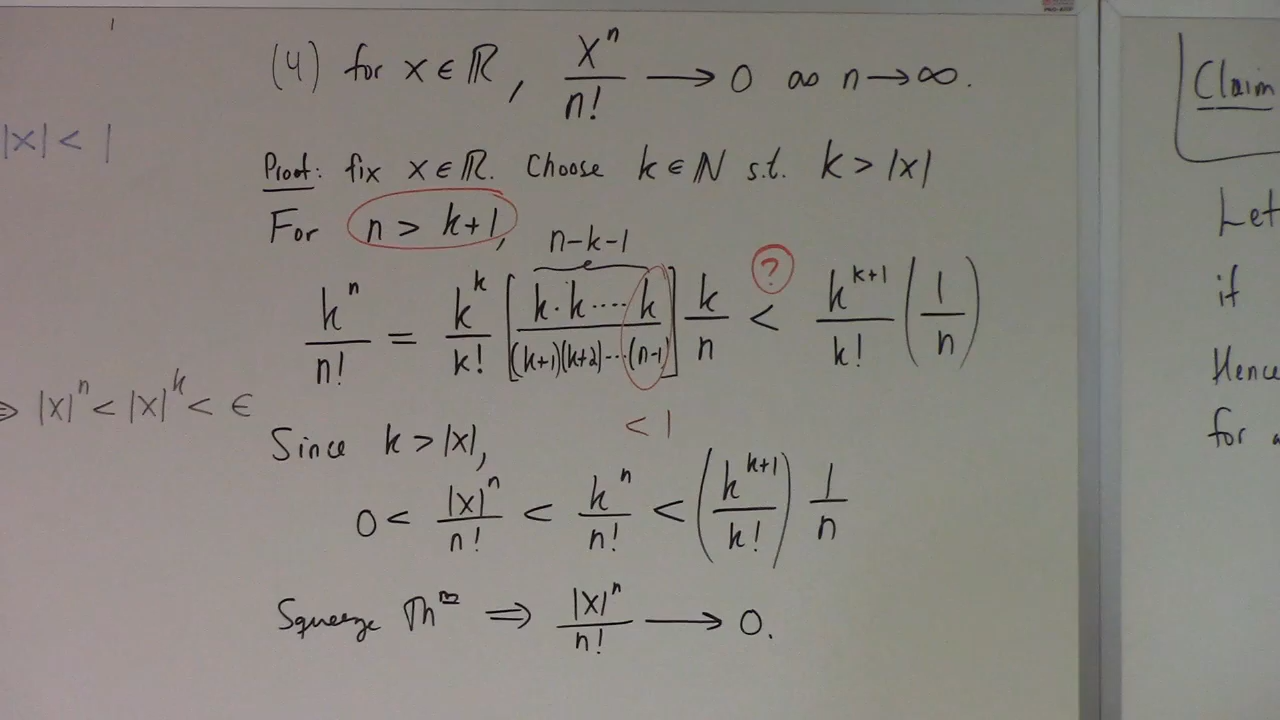 (4) for x ∈ ℝ, xⁿ/n! → 0 as n → ∞.
|x| < 1
Proof: fix x ∈ ℝ. Choose k ∈ ℕ s.t. k > |x|
For n > k+1,
n-k-1
kⁿ/n! = kᵏ/k! [k·k·····k / (k+1)(k+2)···(n-1)] k/n < kᵏ⁺¹/k! (1/n)
?
⇒ |x|ⁿ < |x|ᵏ < ϵ
< 1
Since k > |x|,
0 < |x|ⁿ/n! < kⁿ/n! < (kᵏ⁺¹/k!) 1/n
Squeeze Thm ⇒ |x|ⁿ/n! → 0.
Claim
Let
if
Hence
for